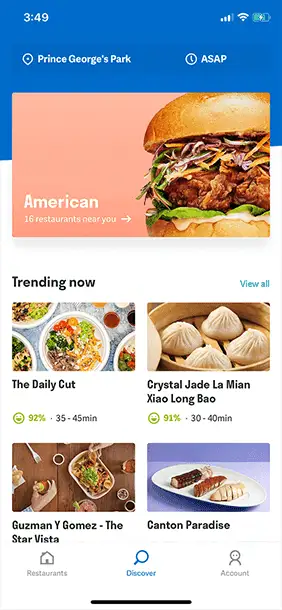 3:49
Prince George's Park
ASAP
American
16 restaurants near you →
Trending now
View all
The Daily Cut
Crystal Jade La Mian
Xiao Long Bao
92% · 35 - 45min
91% · 30 - 40min
Guzman Y Gomez - The
Star Vista
Canton Paradise
Restaurants
Discover
Account